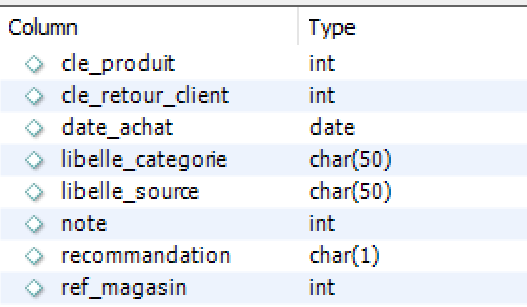 Column Type
cle_produit int
cle_retour_client int
date_achat date
libelle_categorie char(50)
libelle_source char(50)
note int
recommandation char(1)
ref_magasin int